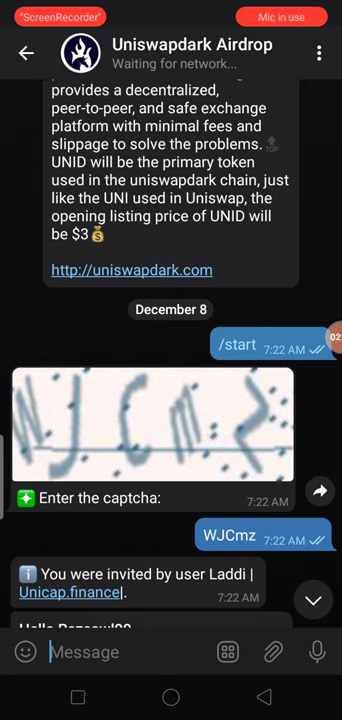 "ScreenRecorder"
Mic in use
Uniswapdark Airdrop
Waiting for network...
provides a decentralized,
peer-to-peer, and safe exchange
platform with minimal fees and
slippage to solve the problems. 🔝
UNID will be the primary token
used in the uniswapdark chain, just
like the UNI used in Uniswap, the
opening listing price of UNID will
be $3💰
http://uniswapdark.com
December 8
/start 7:22 AM
02:
WJCmz
❇️ Enter the captcha: 7:22 AM
WJCmz 7:22 AM
ℹ️ You were invited by user Laddi |
Unicap.finance|. 7:22 AM
Message